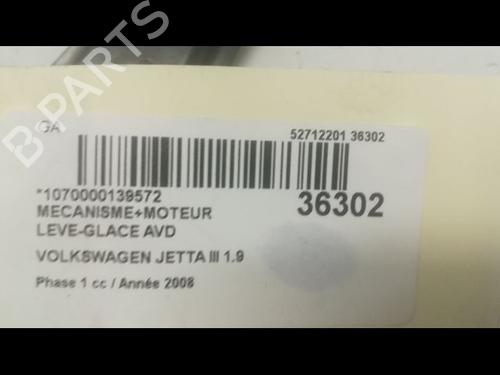 B-PARTS
GA
52712201 36302
*1070000139572
36302
MECANISME+MOTEUR
LEVE-GLACE AVD
VOLKSWAGEN JETTA III 1.9
Phase 1 cc / Année 2008